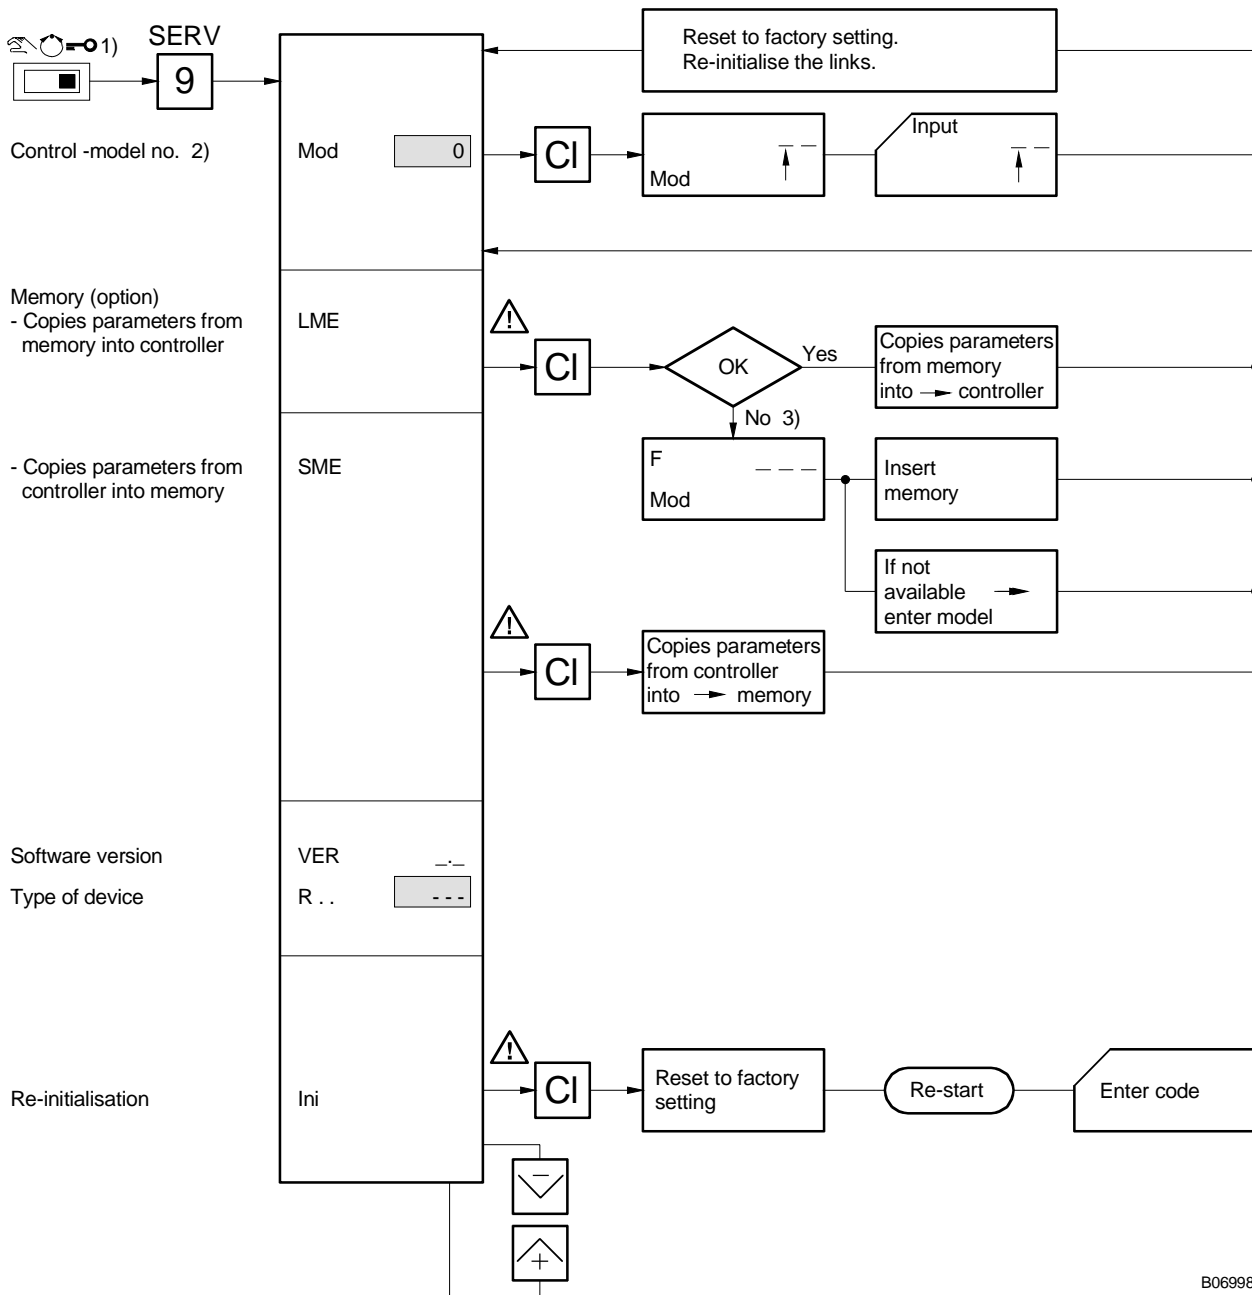 1)
SERV
9
Reset to factory setting.
Re-initialise the links.
Control -model no. 2)
Mod 0
CI
Mod _ _
Input _ _
Memory (option)
- Copies parameters from
memory into controller
LME
CI
OK
Yes
Copies parameters
from memory
into → controller
No 3)
- Copies parameters from
controller into memory
SME
F _ _ _
Mod
Insert
memory
If not
available →
enter model
CI
Copies parameters
from controller
into → memory
Software version
VER _._
Type of device
R . . - - -
Re-initialisation
Ini
CI
Reset to factory
setting
Re-start
Enter code
B06998